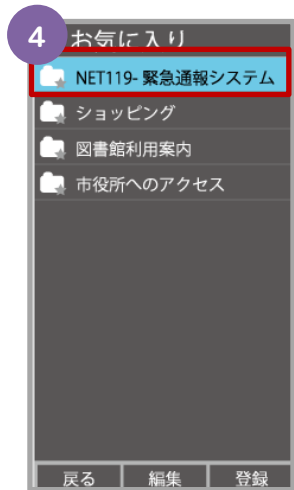 4
お気に入り
NET119- 緊急通報システム
ショッピング
図書館利用案内
市役所へのアクセス
戻る 編集 登録